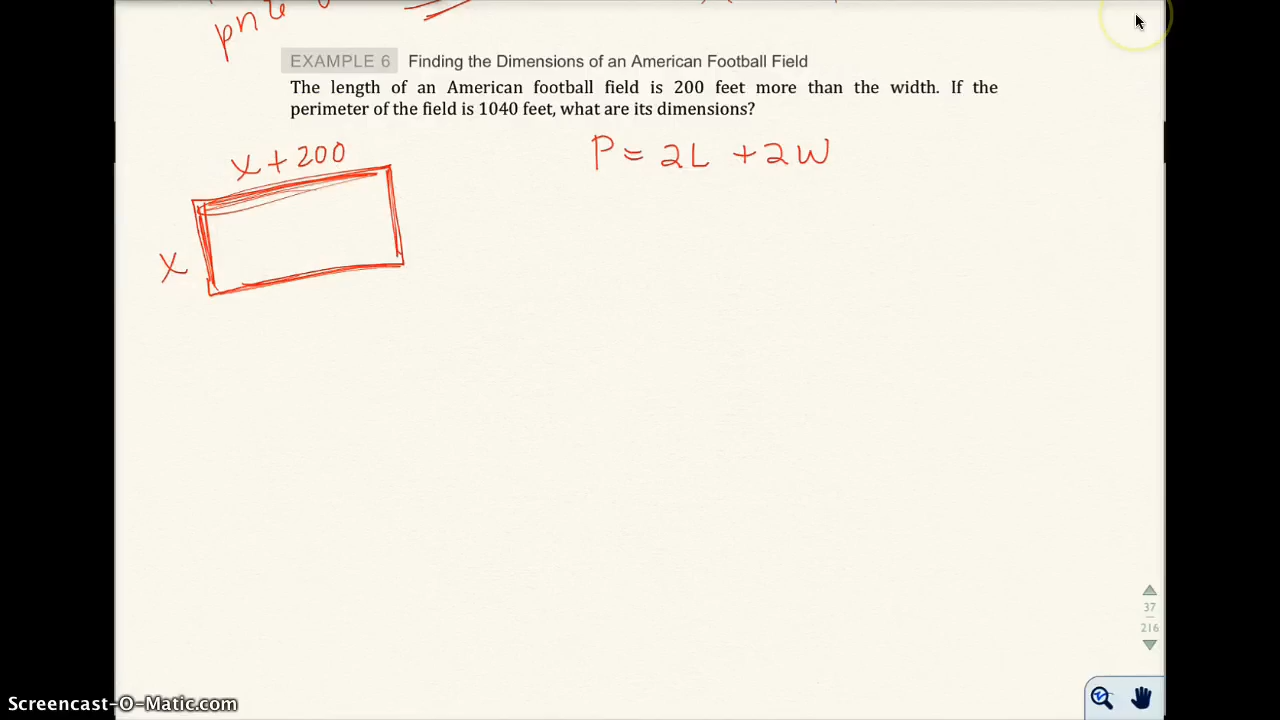 EXAMPLE 6 Finding the Dimensions of an American Football Field
The length of an American football field is 200 feet more than the width. If the
perimeter of the field is 1040 feet, what are its dimensions?
x + 200
P = 2L + 2W
x
37
216
Screencast-O-Matic.com